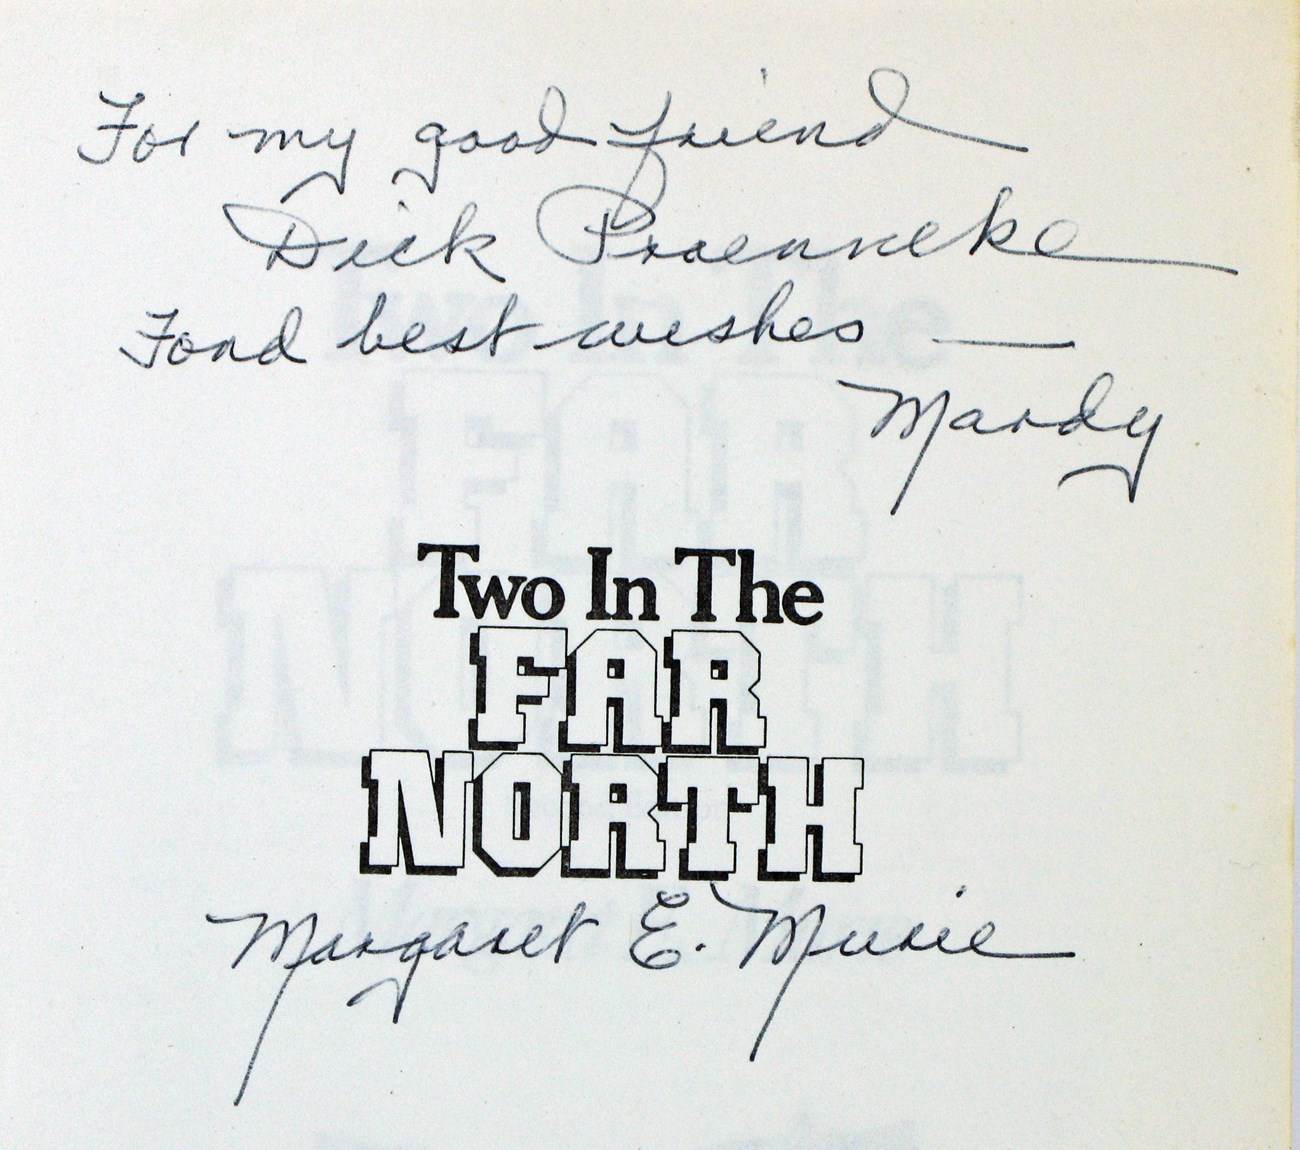 For my good friend
Dick Proenneke
Fond best wishes —
Mardy
Two In The
FAR
NORTH
Margaret E. Murie